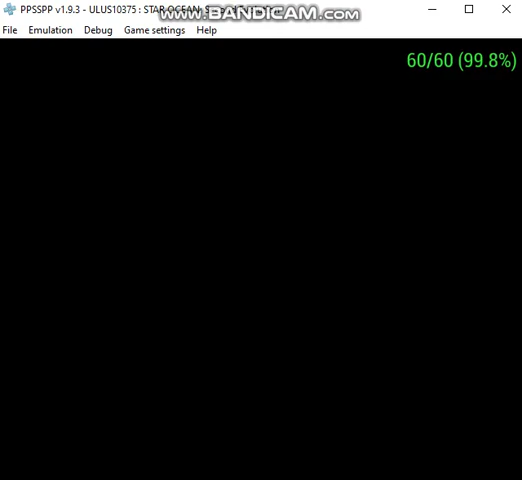 PPSSPP v1.9.3 - ULUS10375 : STAR OCEAN
www.BANDICAM.com
File Emulation Debug Game settings Help
60/60 (99.8%)